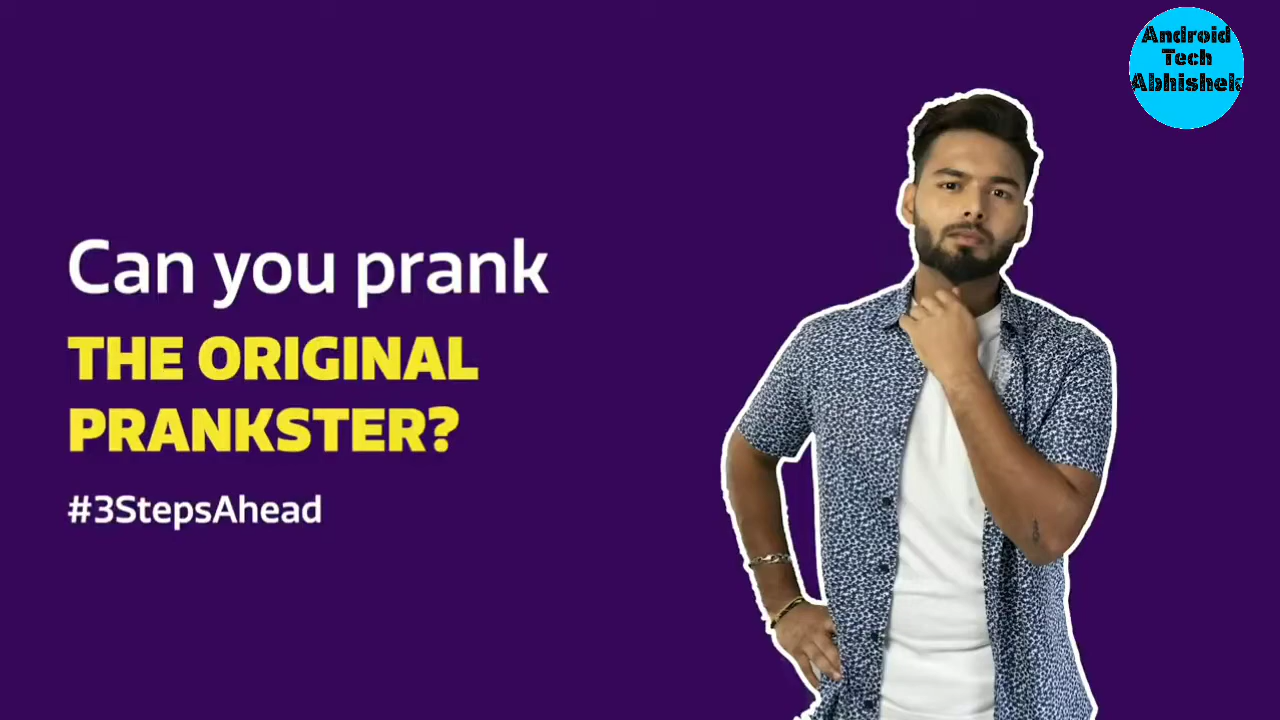 Android
Tech
Abhishek
Can you prank
THE ORIGINAL
PRANKSTER?
#3StepsAhead